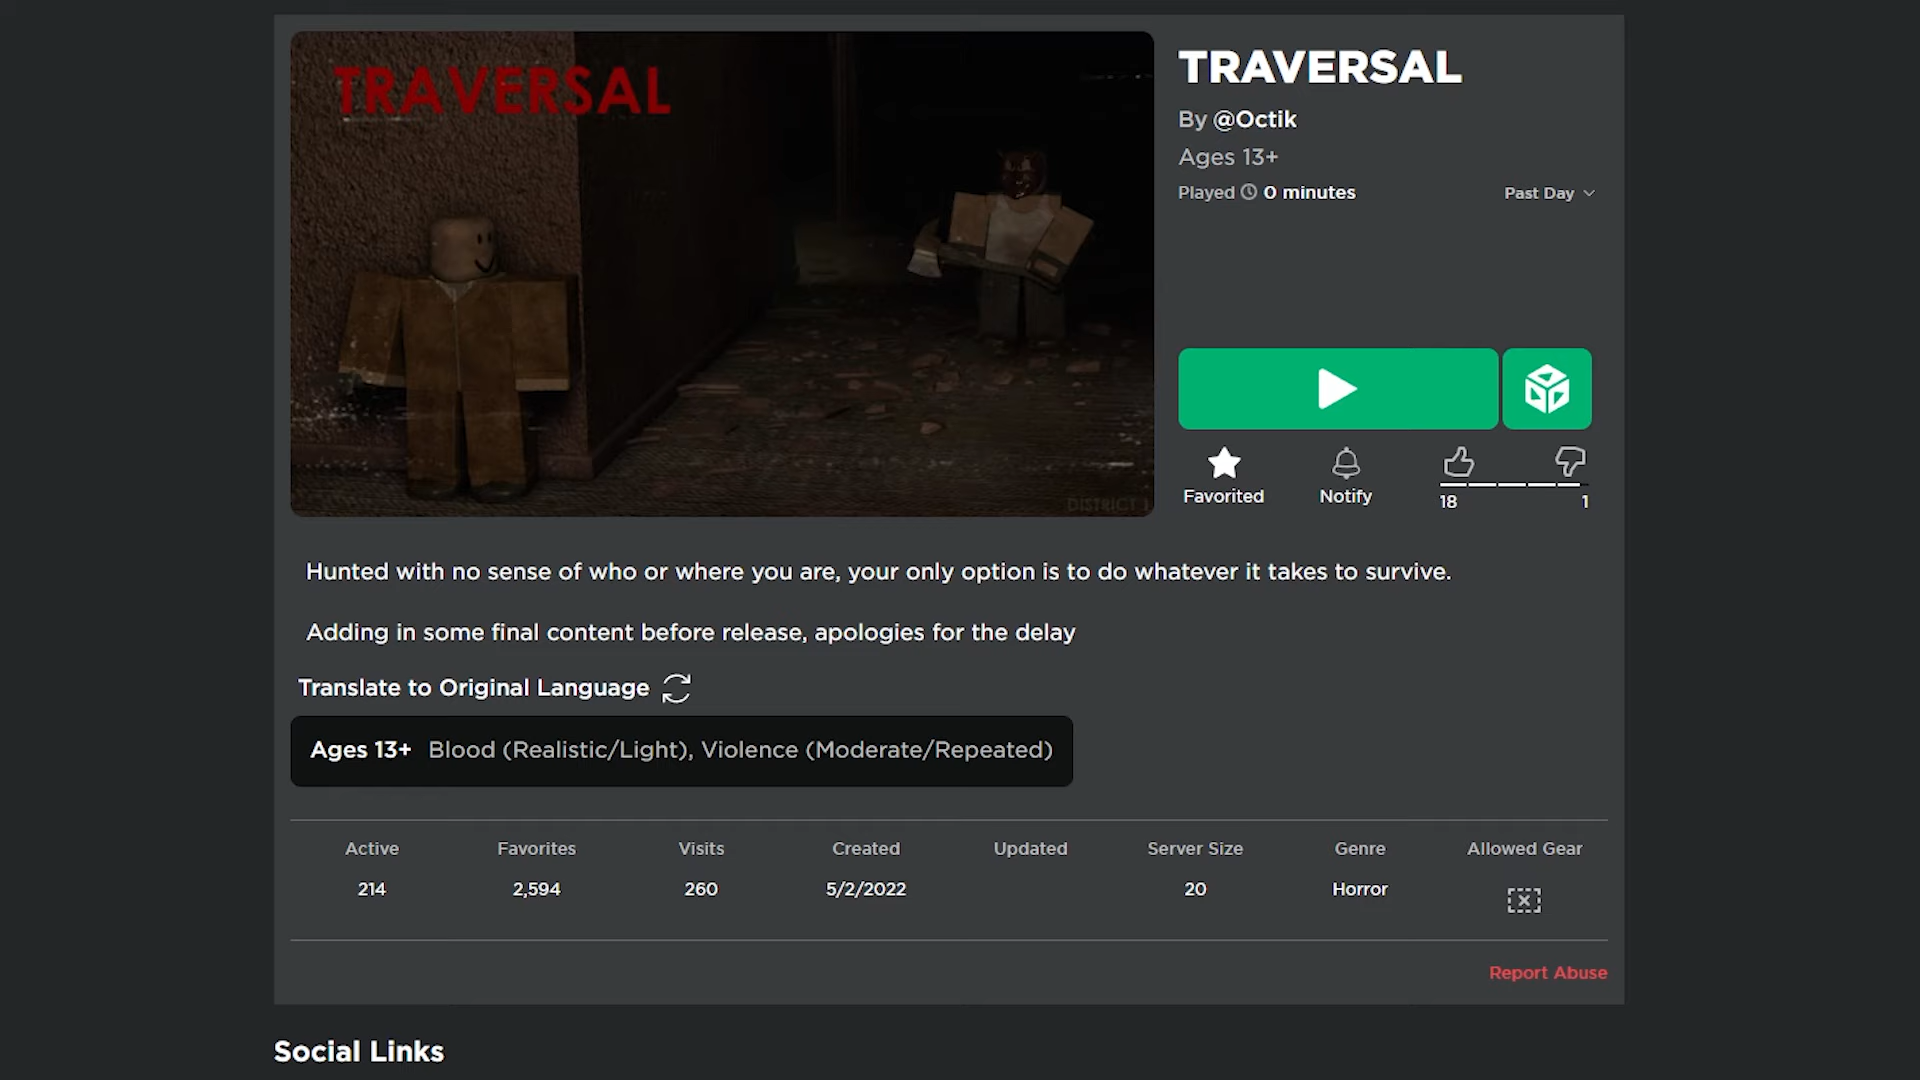 TRAVERSAL
DISTRICT 1
TRAVERSAL
By @Octik
Ages 13+
Played 0 minutes
Past Day
Favorited
Notify
18
1
Hunted with no sense of who or where you are, your only option is to do whatever it takes to survive.
Adding in some final content before release, apologies for the delay
Translate to Original Language
Ages 13+ Blood (Realistic/Light), Violence (Moderate/Repeated)
Active Favorites Visits Created Updated Server Size Genre Allowed Gear
214 2,594 260 5/2/2022 20 Horror
Report Abuse
Social Links